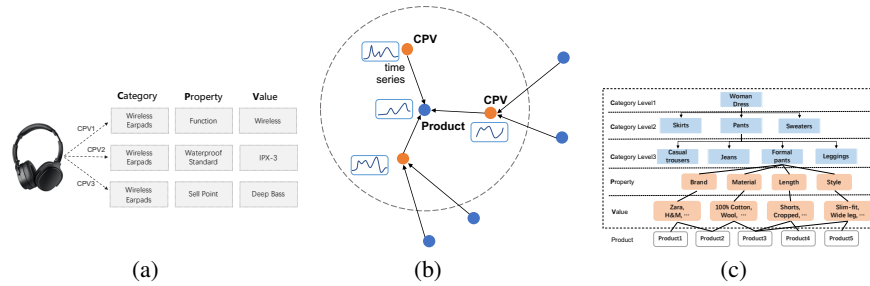 Category Property Value
CPV1
Wireless Earpads
Function
Wireless
CPV2
Wireless Earpads
Waterproof Standard
IPX-3
CPV3
Wireless Earpads
Sell Point
Deep Bass
(a)
CPV
time
series
CPV
Product
(b)
Category Level1
Woman
Dress
Category Level2
Skirts
Pants
Sweaters
Category Level3
Casual
trousers
Jeans
Formal
pants
Leggings
Property
Brand
Material
Length
Style
Value
Zara,
H&M, ···
100% Cotton,
Wool, ···
Shorts,
Cropped, ···
Slim-fit,
Wide leg, ···
Product
Product1
Product2
Product3
Product4
Product5
(c)